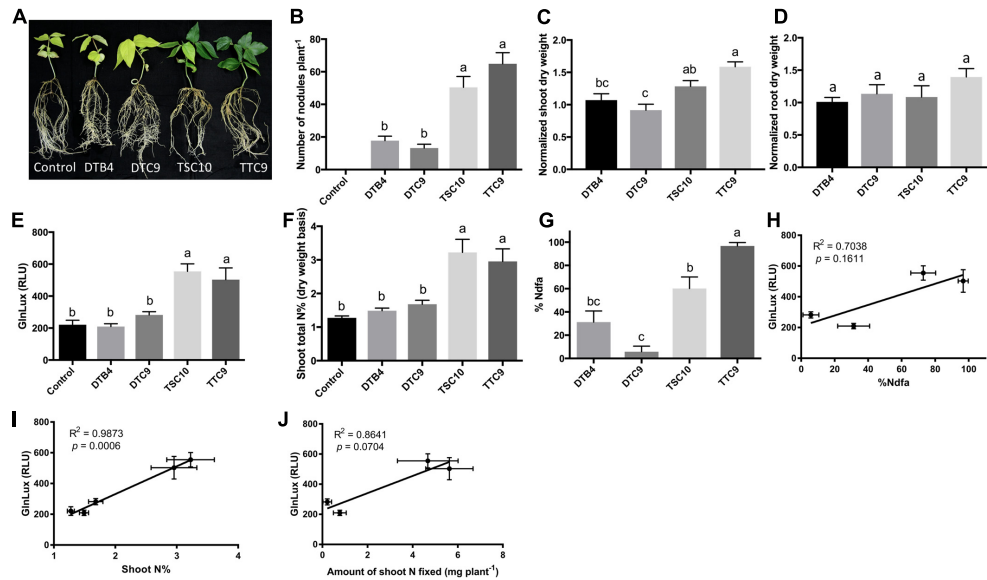 A
Control DTB4 DTC9 TSC10 TTC9
B
Number of nodules plant-1
80
60
40
20
0
b
b
a
a
Control
DTB4
DTC9
TSC10
TTC9
C
Normalized shoot dry weight
2.0
1.5
1.0
0.5
0.0
bc
c
ab
a
DTB4
DTC9
TSC10
TTC9
D
Normalized root dry weight
2.0
1.5
1.0
0.5
0.0
a
a
a
a
DTB4
DTC9
TSC10
TTC9
E
GlnLux (RLU)
800
600
400
200
0
b
b
b
a
a
Control
DTB4
DTC9
TSC10
TTC9
F
Shoot total N% (dry weight basis)
4
3
2
1
0
b
b
b
a
a
Control
DTB4
DTC9
TSC10
TTC9
G
% Ndfa
100
80
60
40
20
0
bc
c
b
a
DTB4
DTC9
TSC10
TTC9
H
R2 = 0.7038
p = 0.1611
GlnLux (RLU)
800
600
400
200
0
0 20 40 60 80 100
%Ndfa
I
R2 = 0.9873
p = 0.0006
GlnLux (RLU)
800
600
400
200
0
1 2 3 4
Shoot N%
J
R2 = 0.8641
p = 0.0704
GlnLux (RLU)
800
600
400
200
0
0 2 4 6 8
Amount of shoot N fixed (mg plant-1)